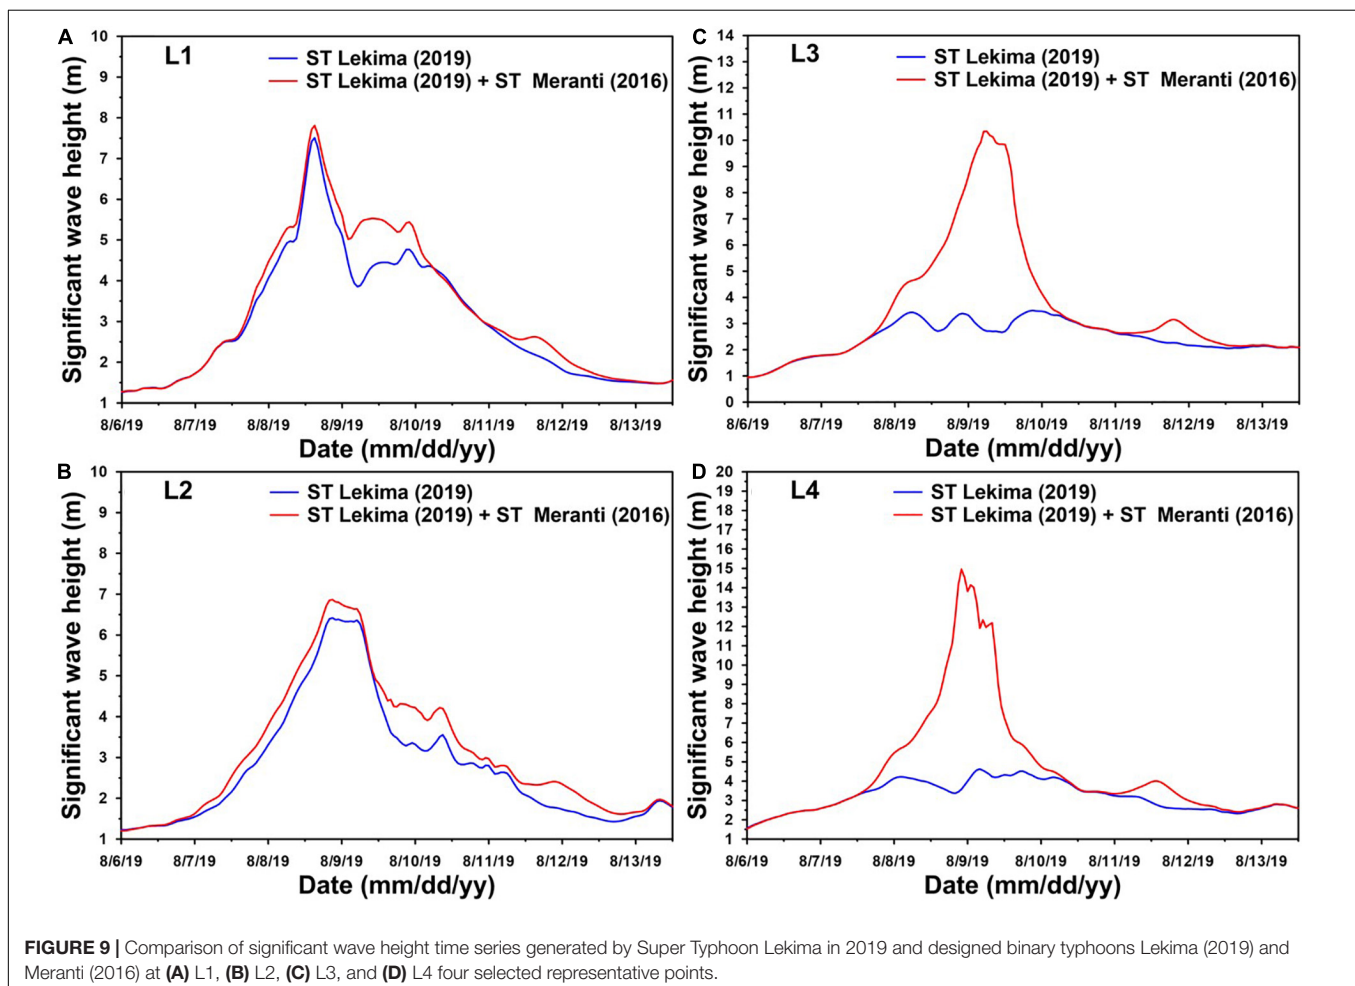 A
L1
ST Lekima (2019)
ST Lekima (2019) + ST Meranti (2016)
Significant wave height (m)
10
9
8
7
6
5
4
3
2
1
8/6/19 8/7/19 8/8/19 8/9/19 8/10/19 8/11/19 8/12/19 8/13/19
Date (mm/dd/yy)
C
L3
ST Lekima (2019)
ST Lekima (2019) + ST Meranti (2016)
Significant wave height (m)
14
13
12
11
10
9
8
7
6
5
4
3
2
1
0
8/6/19 8/7/19 8/8/19 8/9/19 8/10/19 8/11/19 8/12/19 8/13/19
Date (mm/dd/yy)
B
L2
ST Lekima (2019)
ST Lekima (2019) + ST Meranti (2016)
Significant wave height (m)
10
9
8
7
6
5
4
3
2
1
8/6/19 8/7/19 8/8/19 8/9/19 8/10/19 8/11/19 8/12/19 8/13/19
Date (mm/dd/yy)
D
L4
ST Lekima (2019)
ST Lekima (2019) + ST Meranti (2016)
Significant wave height (m)
20
19
18
17
16
15
14
13
12
11
10
9
8
7
6
5
4
3
2
1
8/6/19 8/7/19 8/8/19 8/9/19 8/10/19 8/11/19 8/12/19 8/13/19
Date (mm/dd/yy)
FIGURE 9 | Comparison of significant wave height time series generated by Super Typhoon Lekima in 2019 and designed binary typhoons Lekima (2019) and
Meranti (2016) at (A) L1, (B) L2, (C) L3, and (D) L4 four selected representative points.